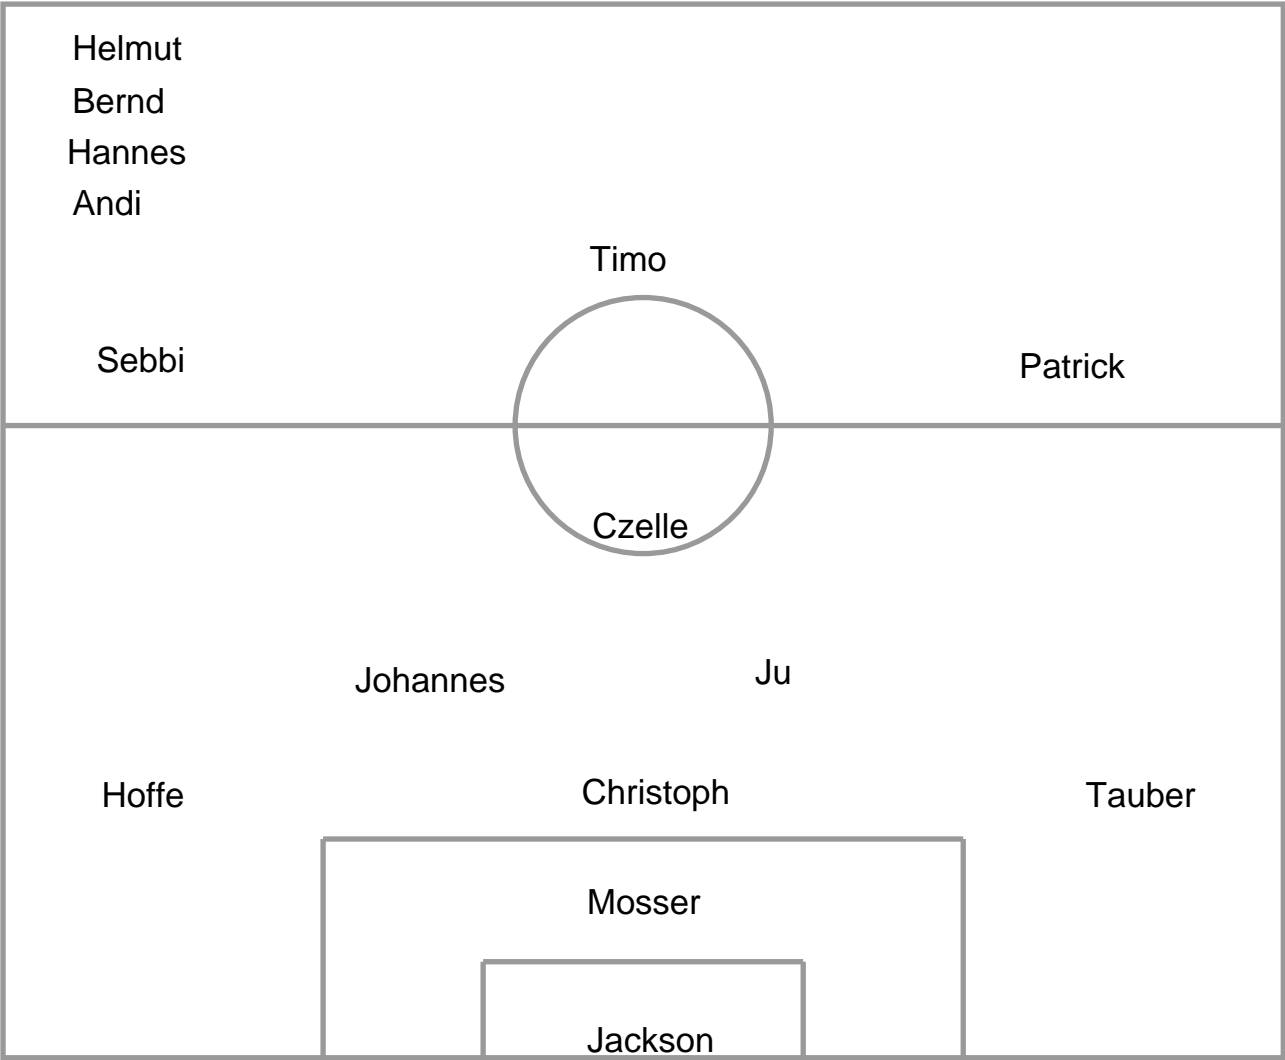 Helmut
Bernd
Hannes
Andi
Timo
Sebbi
Patrick
Czelle
Johannes
Ju
Hoffe
Christoph
Tauber
Mosser
Jackson